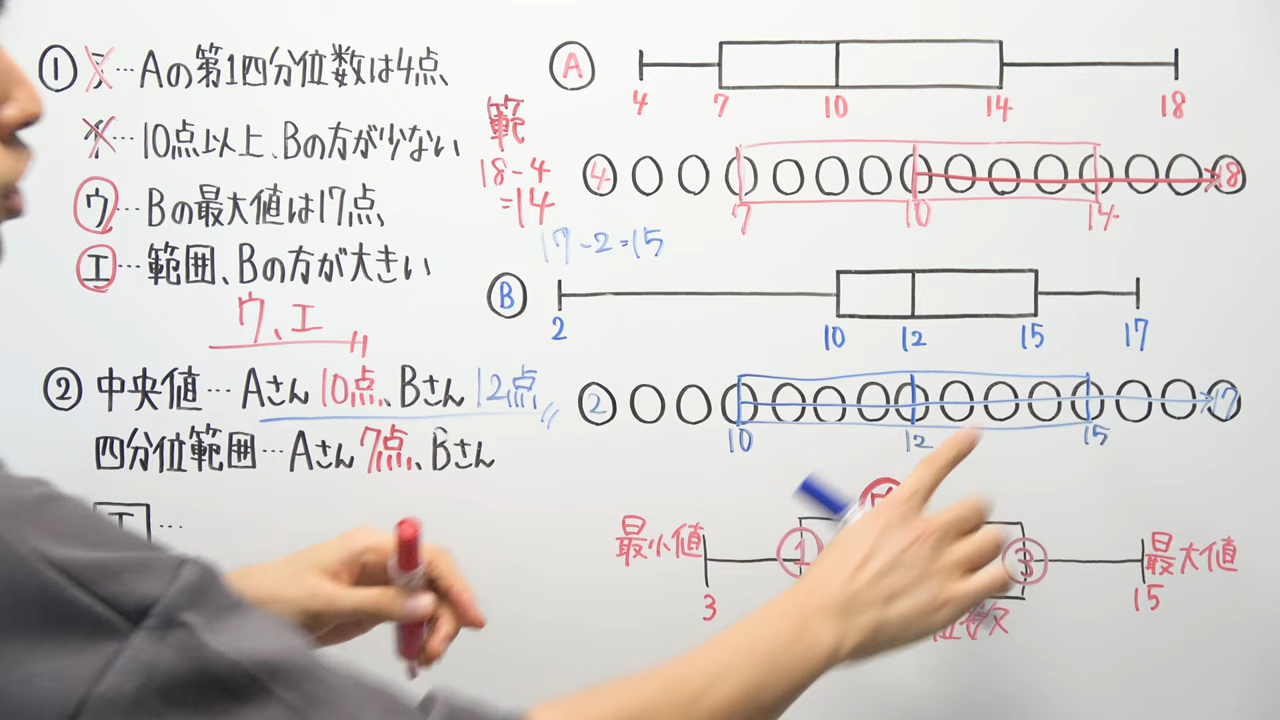 ① ア…Aの第1四分位数は4点
イ…10点以上、Bの方が少ない
ウ…Bの最大値は17点
エ…範囲、Bの方が大きい
ウ、エ
② 中央値…Aさん10点、Bさん12点
四分位範囲…Aさん7点、Bさん
エ…
A
4 7 10 14 18
範
18-4
=14
4 18
7 10 14
17-2=15
B
2 10 12 15 17
2 17
10 12 15
最小値 1 3 最大値
3 15
位数